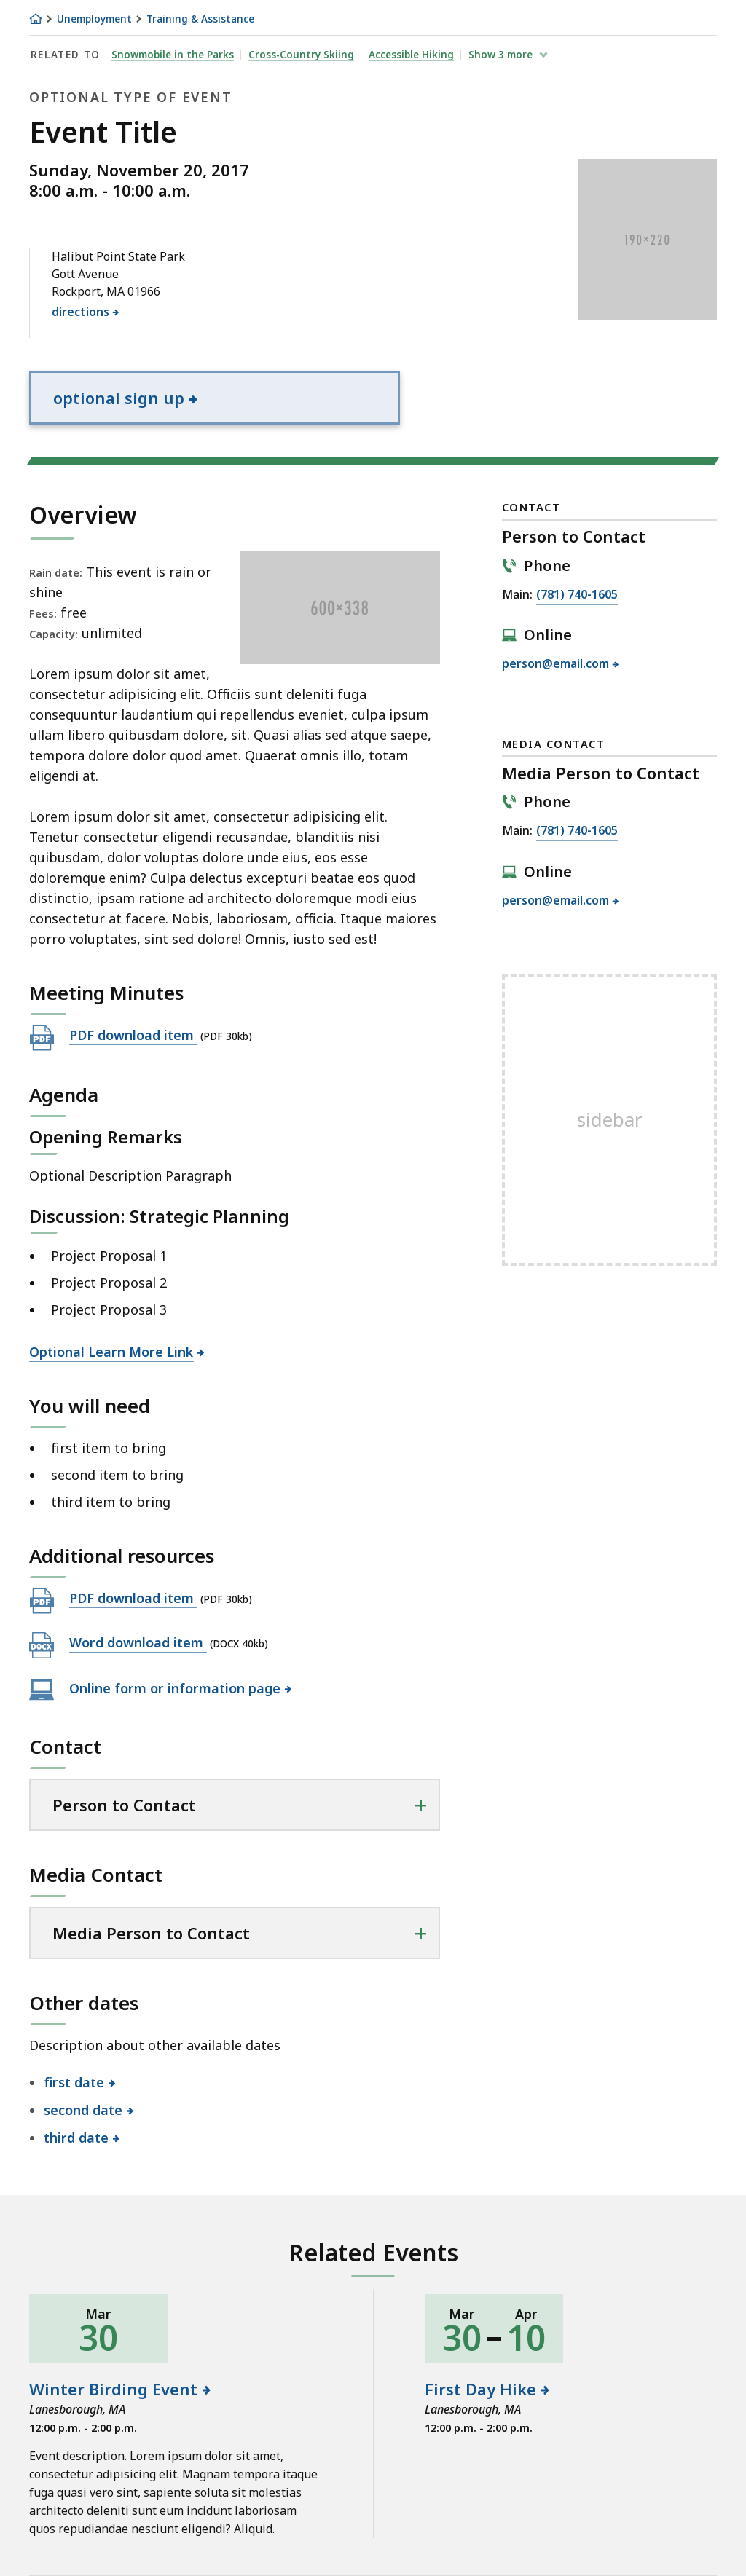 Unemployment Training & Assistance
RELATED TO Snowmobile in the Parks Cross-Country Skiing Accessible Hiking Show 3 more
OPTIONAL TYPE OF EVENT
Event Title
Sunday, November 20, 2017
8:00 a.m. - 10:00 a.m.
190×220
Halibut Point State Park
Gott Avenue
Rockport, MA 01966
directions
optional sign up
Overview
Rain date: This event is rain or
shine
Fees: free
Capacity: unlimited
600×338
Lorem ipsum dolor sit amet,
consectetur adipisicing elit. Officiis sunt deleniti fuga
consequuntur laudantium qui repellendus eveniet, culpa ipsum
ullam libero quibusdam dolore, sit. Quasi alias sed atque saepe,
tempora dolore dolor quod amet. Quaerat omnis illo, totam
eligendi at.
Lorem ipsum dolor sit amet, consectetur adipisicing elit.
Tenetur consectetur eligendi recusandae, blanditiis nisi
quibusdam, dolor voluptas dolore unde eius, eos esse
doloremque enim? Culpa delectus excepturi beatae eos quod
distinctio, ipsam ratione ad architecto doloremque modi eius
consectetur at facere. Nobis, laboriosam, officia. Itaque maiores
porro voluptates, sint sed dolore! Omnis, iusto sed est!
Meeting Minutes
PDF PDF download item (PDF 30kb)
Agenda
Opening Remarks
Optional Description Paragraph
Discussion: Strategic Planning
• Project Proposal 1
• Project Proposal 2
• Project Proposal 3
Optional Learn More Link
You will need
• first item to bring
• second item to bring
• third item to bring
Additional resources
PDF PDF download item (PDF 30kb)
DOCX Word download item (DOCX 40kb)
Online form or information page
Contact
Person to Contact +
Media Contact
Media Person to Contact +
Other dates
Description about other available dates
• first date
• second date
• third date
CONTACT
Person to Contact
Phone
Main: (781) 740-1605
Online
person@email.com
MEDIA CONTACT
Media Person to Contact
Phone
Main: (781) 740-1605
Online
person@email.com
sidebar
Related Events
Mar
30
Winter Birding Event
Lanesborough, MA
12:00 p.m. - 2:00 p.m.
Event description. Lorem ipsum dolor sit amet,
consectetur adipisicing elit. Magnam tempora itaque
fuga quasi vero sint, sapiente soluta sit molestias
architecto deleniti sunt eum incidunt laboriosam
quos repudiandae nesciunt eligendi? Aliquid.
Mar Apr
30 – 10
First Day Hike
Lanesborough, MA
12:00 p.m. - 2:00 p.m.